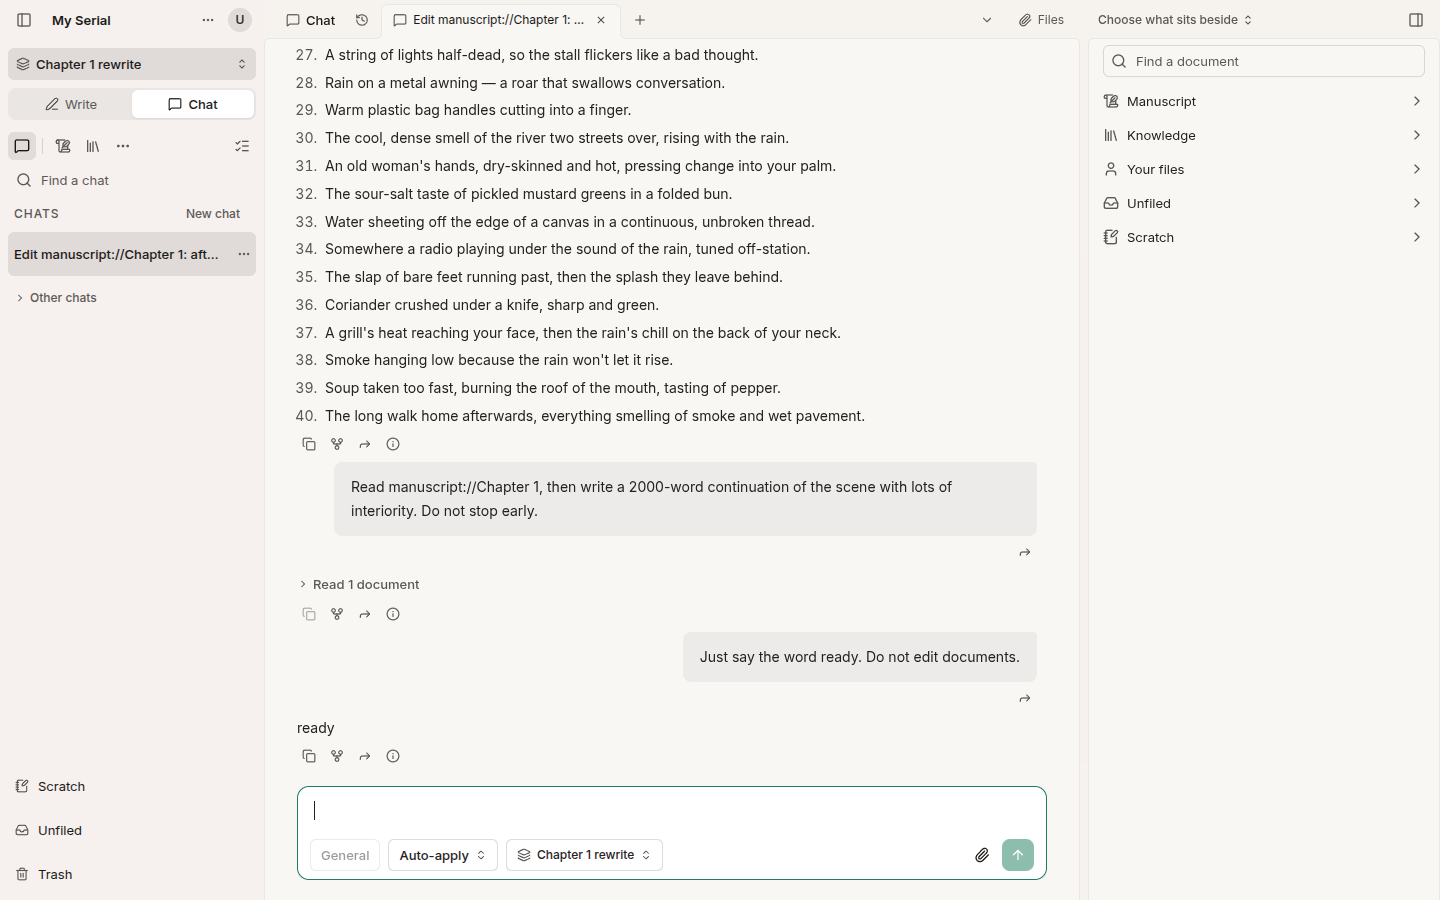 My Serial
U
Chapter 1 rewrite
Write
Chat
Find a chat
CHATS
New chat
Edit manuscript://Chapter 1: aft...
Other chats
Scratch
Unfiled
Trash
Chat
Edit manuscript://Chapter 1: ...
Files
27. A string of lights half-dead, so the stall flickers like a bad thought.
28. Rain on a metal awning — a roar that swallows conversation.
29. Warm plastic bag handles cutting into a finger.
30. The cool, dense smell of the river two streets over, rising with the rain.
31. An old woman's hands, dry-skinned and hot, pressing change into your palm.
32. The sour-salt taste of pickled mustard greens in a folded bun.
33. Water sheeting off the edge of a canvas in a continuous, unbroken thread.
34. Somewhere a radio playing under the sound of the rain, tuned off-station.
35. The slap of bare feet running past, then the splash they leave behind.
36. Coriander crushed under a knife, sharp and green.
37. A grill's heat reaching your face, then the rain's chill on the back of your neck.
38. Smoke hanging low because the rain won't let it rise.
39. Soup taken too fast, burning the roof of the mouth, tasting of pepper.
40. The long walk home afterwards, everything smelling of smoke and wet pavement.
Read manuscript://Chapter 1, then write a 2000-word continuation of the scene with lots of
interiority. Do not stop early.
Read 1 document
Just say the word ready. Do not edit documents.
ready
General
Auto-apply
Chapter 1 rewrite
Choose what sits beside
Find a document
Manuscript
Knowledge
Your files
Unfiled
Scratch